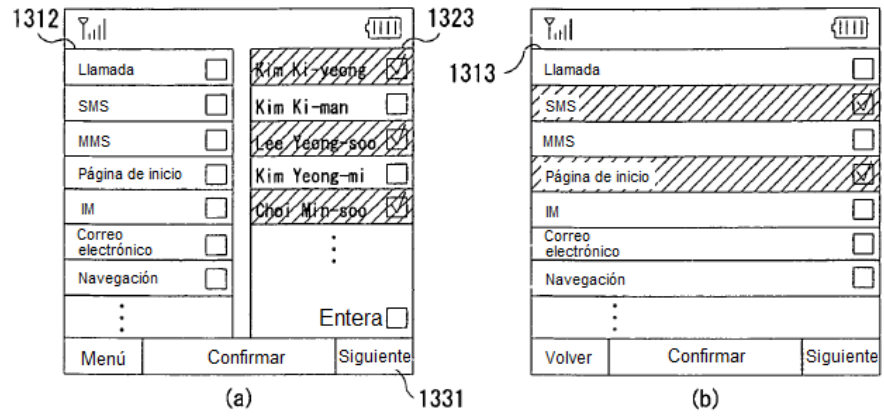 1312
1323
Llamada
SMS
MMS
Página de inicio
IM
Correo
electrónico
Navegación
Kim Ki-yeong
Kim Ki-man
Lee Yeong-soo
Kim Yeong-mi
Choi Min-soo
Entera
Menú
Confirmar
Siguiente
1331
(a)
1313
Llamada
SMS
MMS
Página de inicio
IM
Correo
electrónico
Navegación
Volver
Confirmar
Siguiente
(b)